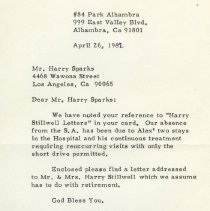 #84 Park Alhambra
999 East Valley Blvd.
Alhambra, Ca 91801
April 26, 1982
Mr. Harry Sparks
4468 Wawona Street
Los Angeles, Ca 90065
Dear Mr. Harry Sparks:
We have noted your reference to "Harry
Stillwell Letters" in your card. Our absence
from the S.A. has been due to Alex' two stays
in the Hospital and his continuous treatment
requiring reoccurring visits with only the
short drive permitted.
Enclosed please find a letter addressed
to Mr. & Mrs. Harry Stillwell which we assume
has to do with retirement.
God Bless You,